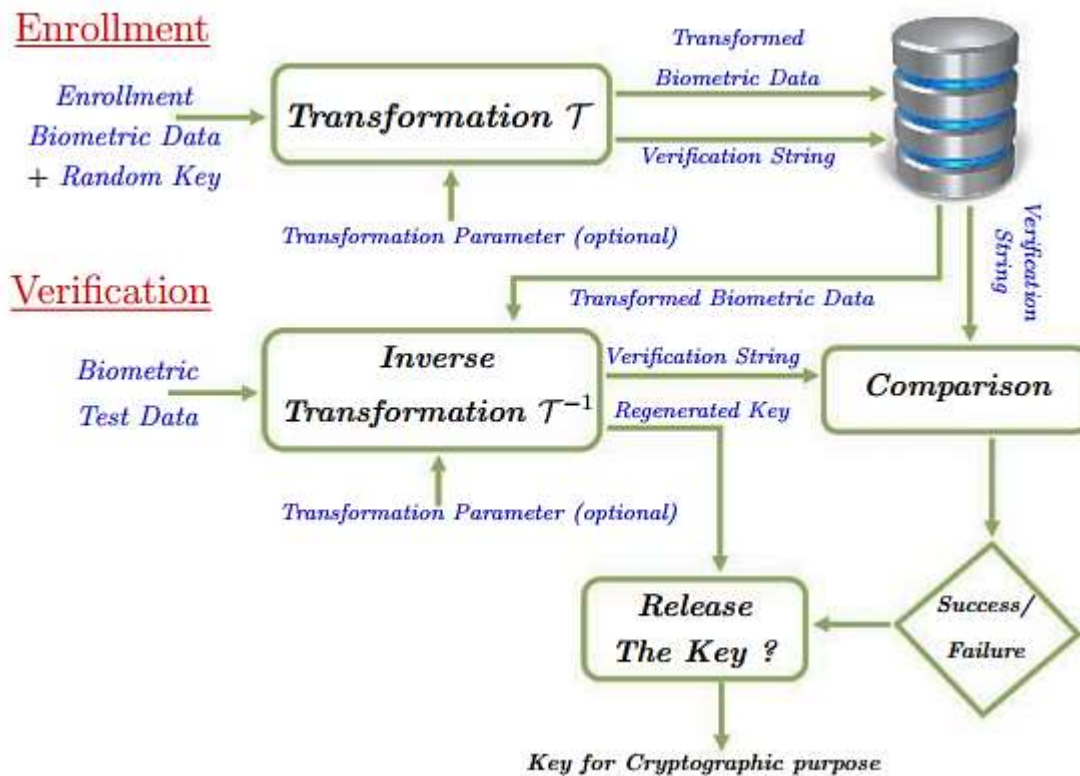 Enrollment
Enrollment
Biometric Data
+ Random Key
Transformation 𝒯
Transformed
Biometric Data
Verification String
Transformation Parameter (optional)
Verification
String
Transformed Biometric Data
Verification
Biometric
Test Data
Inverse
Transformation 𝒯⁻¹
Verification String
Regenerated Key
Comparison
Transformation Parameter (optional)
Release
The Key ?
Success/
Failure
Key for Cryptographic purpose